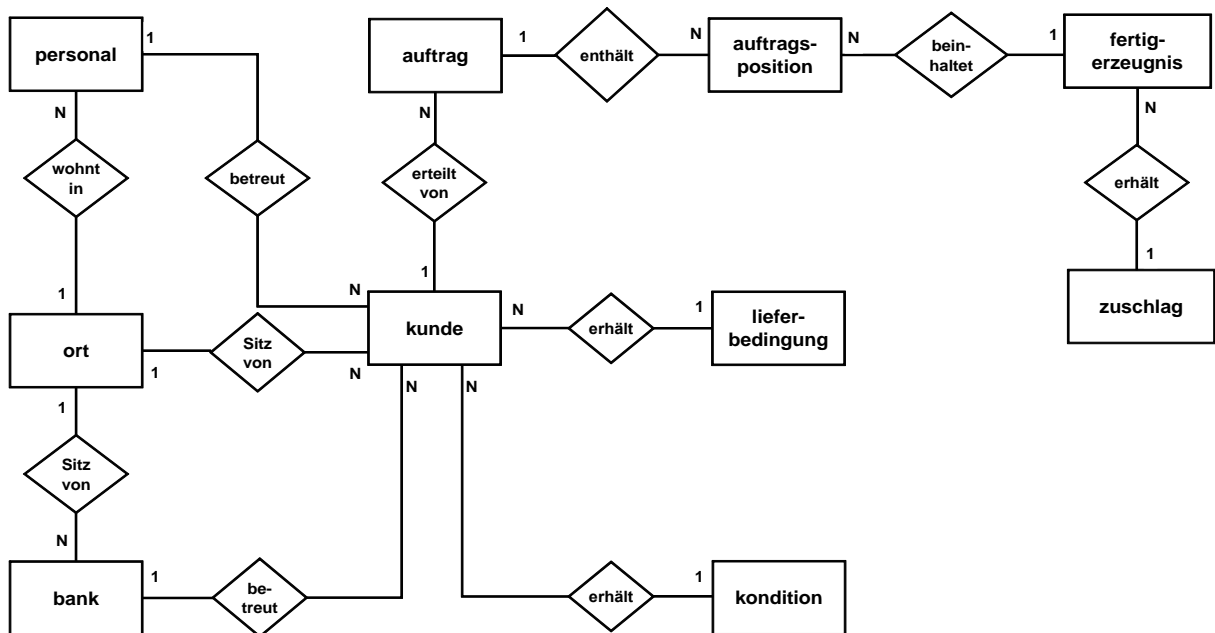 personal
1
N
wohnt
in
1
betreut
N
auftrag
1
enthält
N
auftrags-
position
N
bein-
haltet
1
fertig-
erzeugnis
N
erhält
1
zuschlag
N
erteilt
von
1
kunde
N
erhält
1
liefer-
bedingung
ort
1
Sitz
von
N
1
Sitz
von
N
bank
1
be-
treut
N
N
erhält
1
kondition